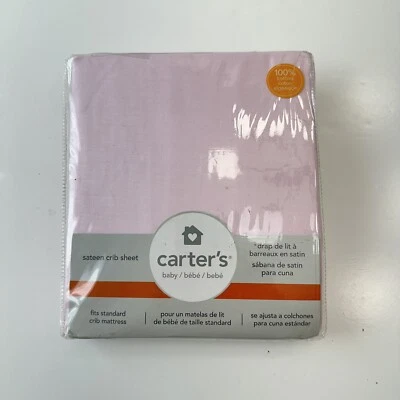 100%
carter's®
baby / bébé / bebé
sateen crib sheet
drap de lit à
barreaux en satin
sábana de satín
para cuna
fits standard
crib mattress
pour un matelas de lit
de bébé de taille standard
se ajusta a colchones
para cuna estándar